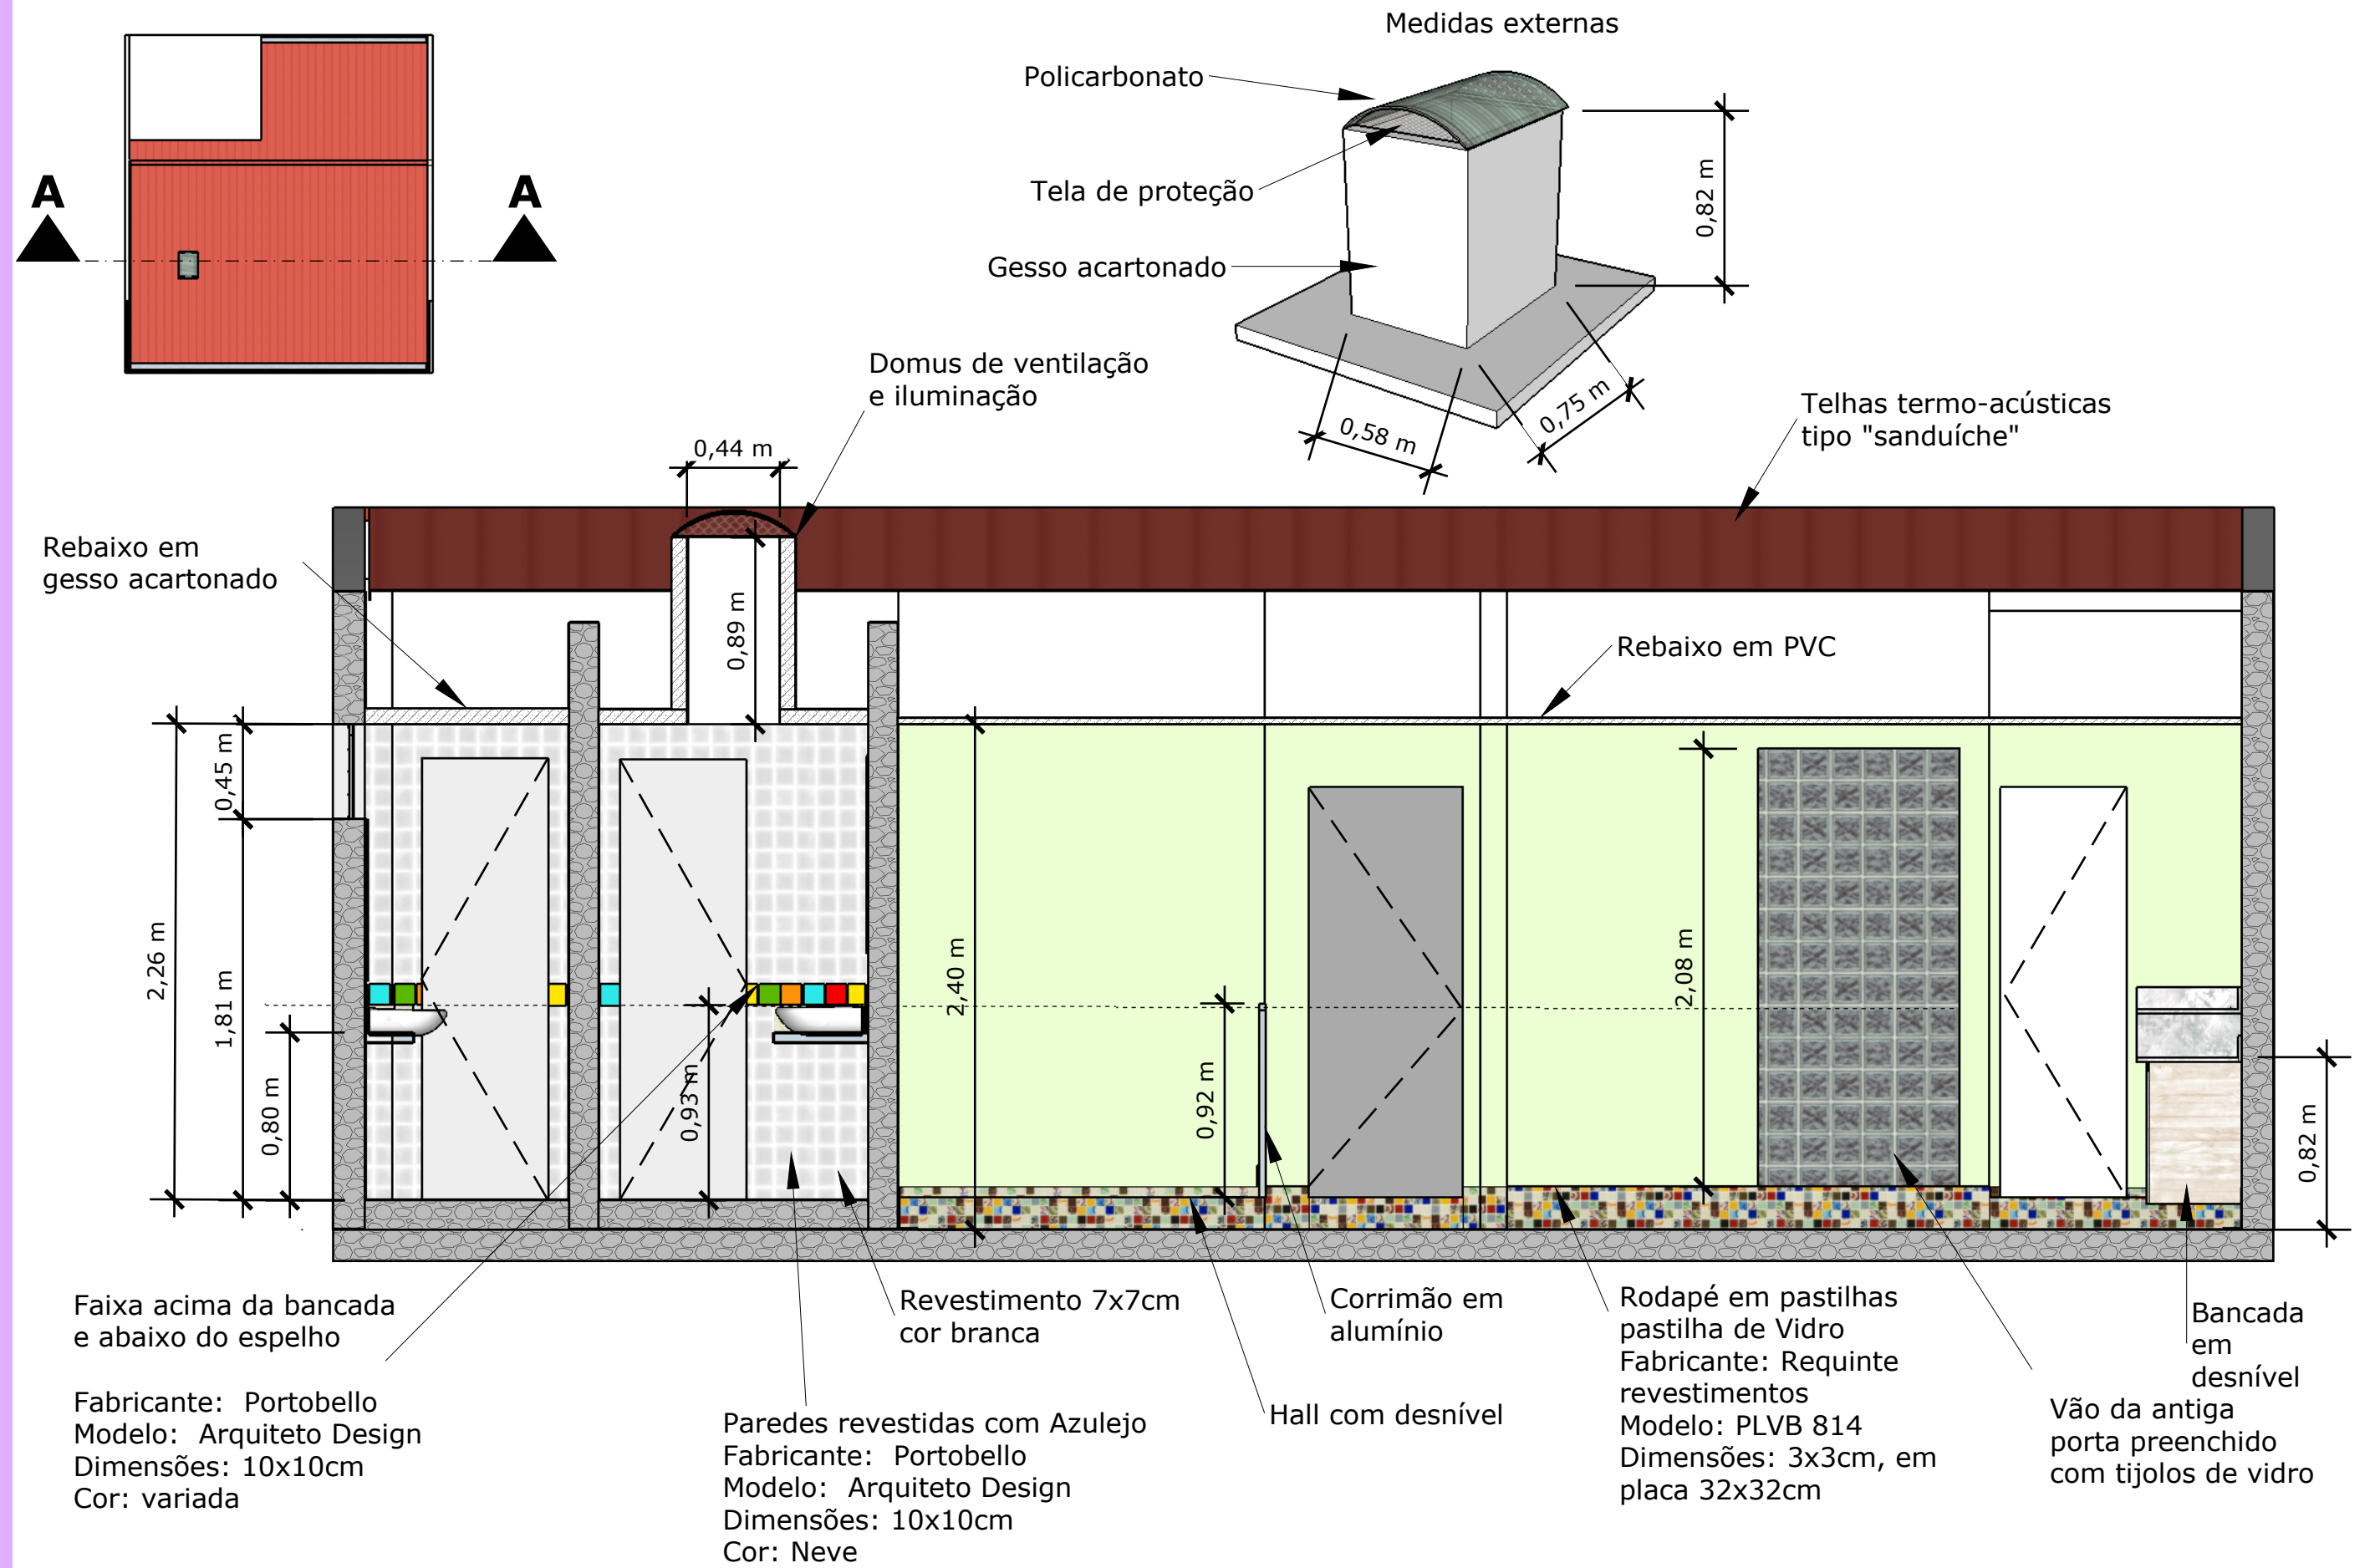 Medidas externas
Policarbonato
Tela de proteção
Gesso acartonado
0,82 m
0,58 m
0,75 m
A
A
Domus de ventilação
e iluminação
Telhas termo-acústicas
tipo "sanduíche"
0,44 m
Rebaixo em
gesso acartonado
0,89 m
Rebaixo em PVC
2,26 m
0,45 m
1,81 m
0,80 m
0,93 m
2,40 m
0,92 m
2,08 m
0,82 m
Faixa acima da bancada
e abaixo do espelho
Fabricante: Portobello
Modelo: Arquiteto Design
Dimensões: 10x10cm
Cor: variada
Revestimento 7x7cm
cor branca
Paredes revestidas com Azulejo
Fabricante: Portobello
Modelo: Arquiteto Design
Dimensões: 10x10cm
Cor: Neve
Corrimão em
alumínio
Hall com desnível
Rodapé em pastilhas
pastilha de Vidro
Fabricante: Requinte
revestimentos
Modelo: PLVB 814
Dimensões: 3x3cm, em
placa 32x32cm
Bancada
em
desnível
Vão da antiga
porta preenchido
com tijolos de vidro